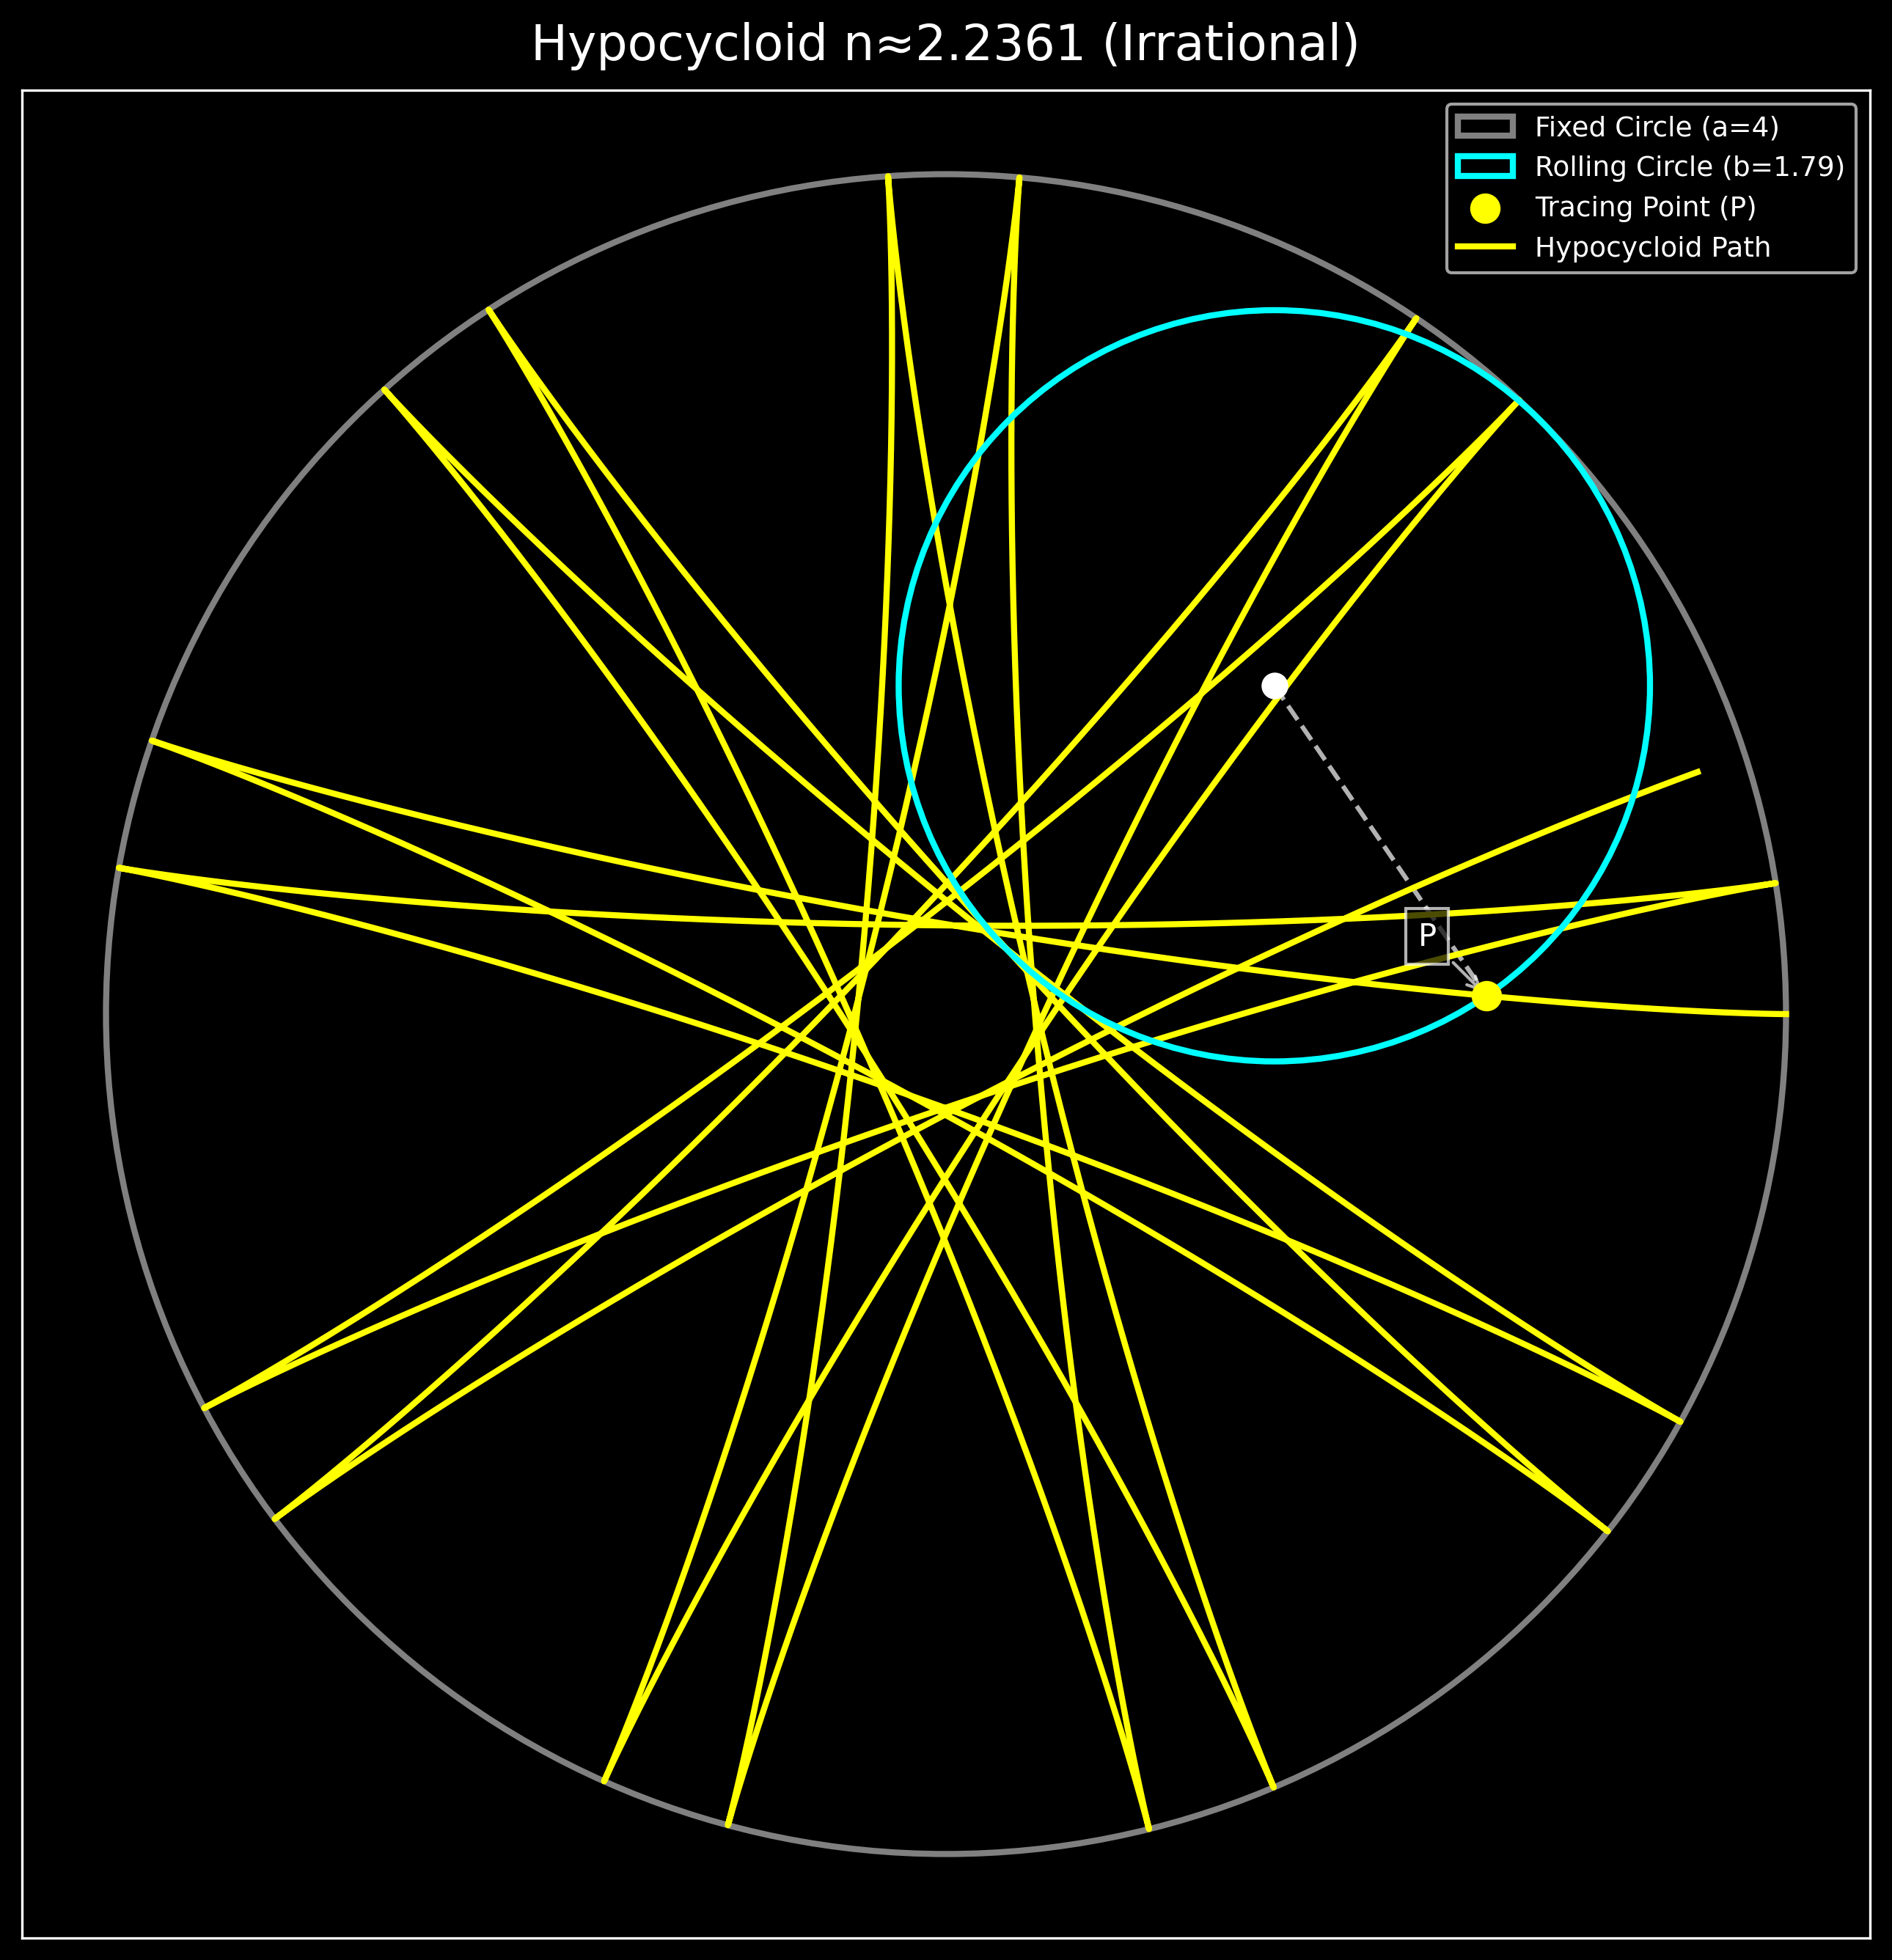 Hypocycloid n≈2.2361 (Irrational)
Fixed Circle (a=4)
Rolling Circle (b=1.79)
Tracing Point (P)
Hypocycloid Path
P